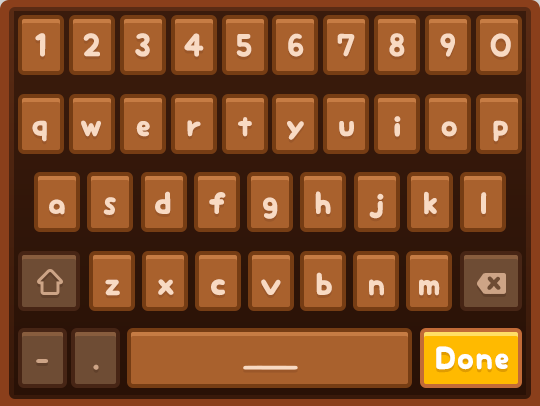 1 2 3 4 5 6 7 8 9 0
q w e r t y u i o p
a s d f g h j k l
z x c v b n m
- . Done